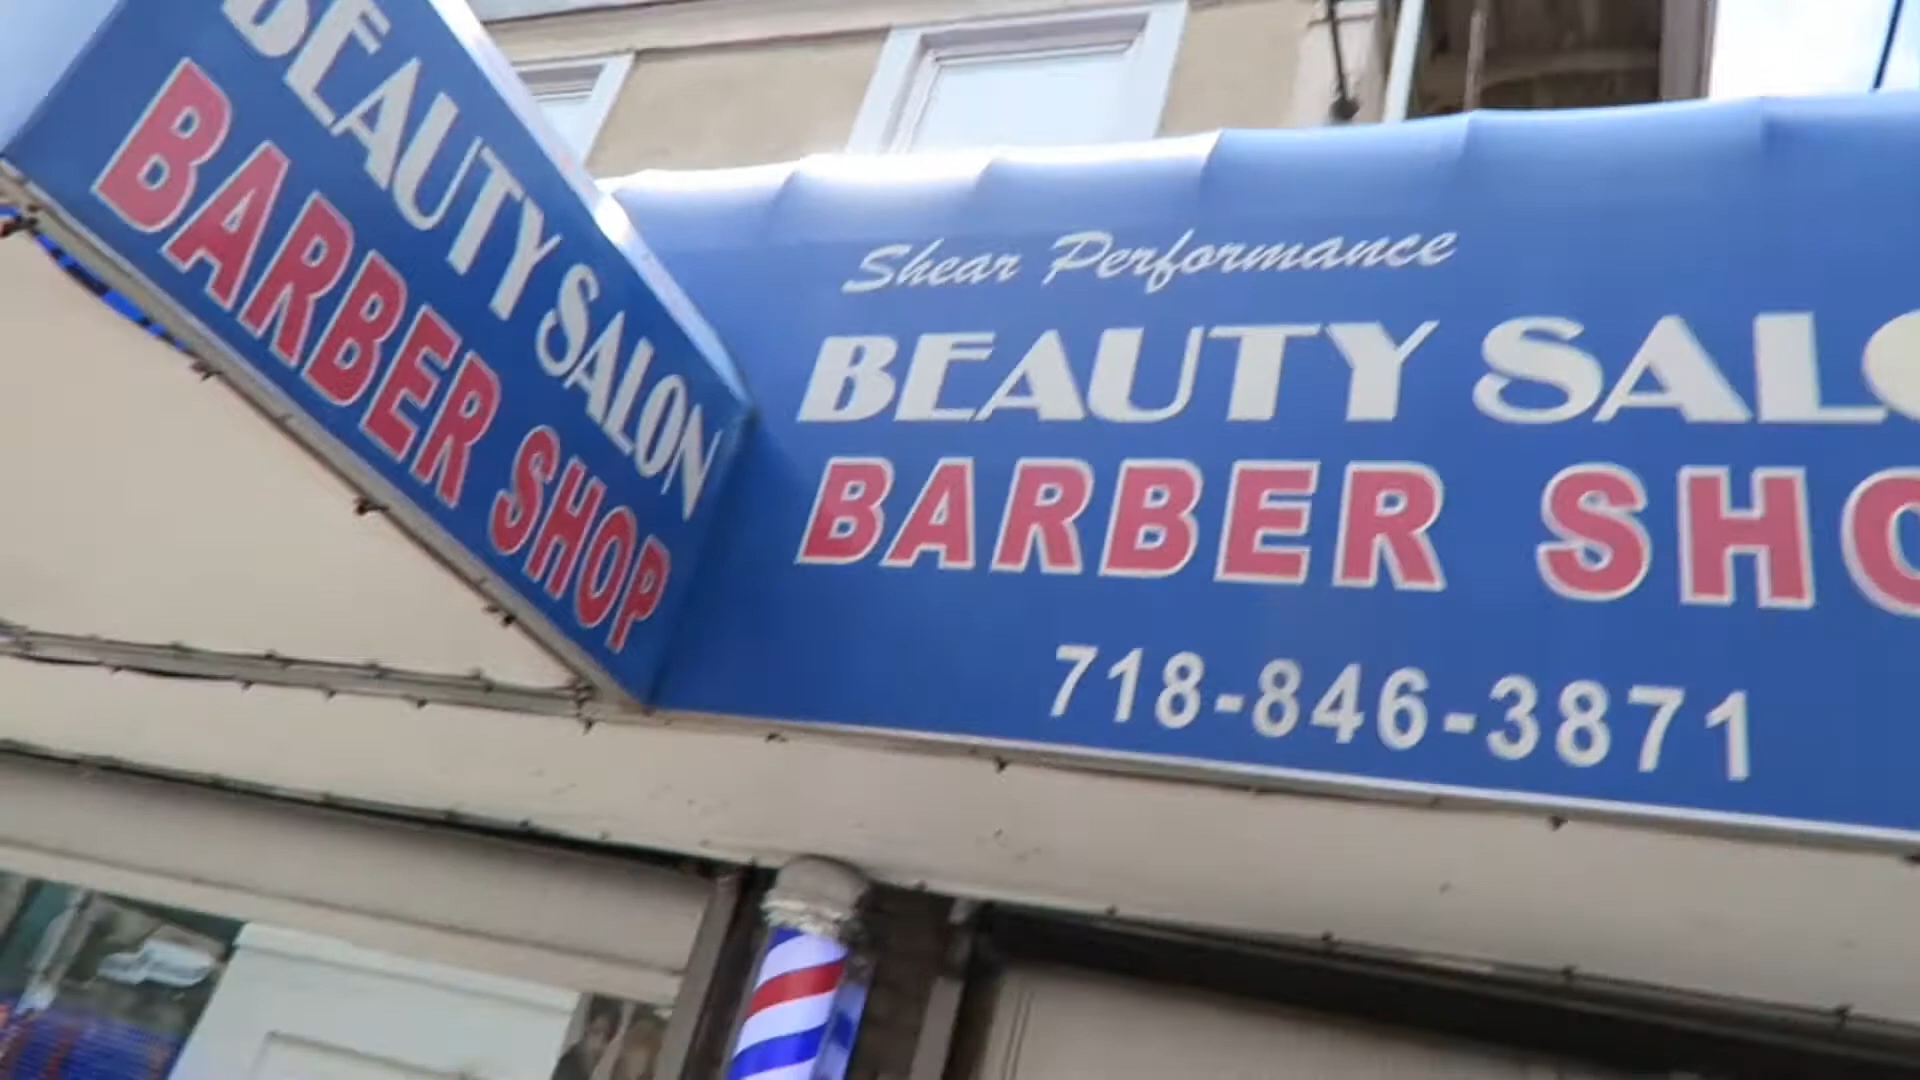 BEAUTY SALON
BARBER SHOP
Shear Performance
BEAUTY SALO
BARBER SHO
718-846-3871